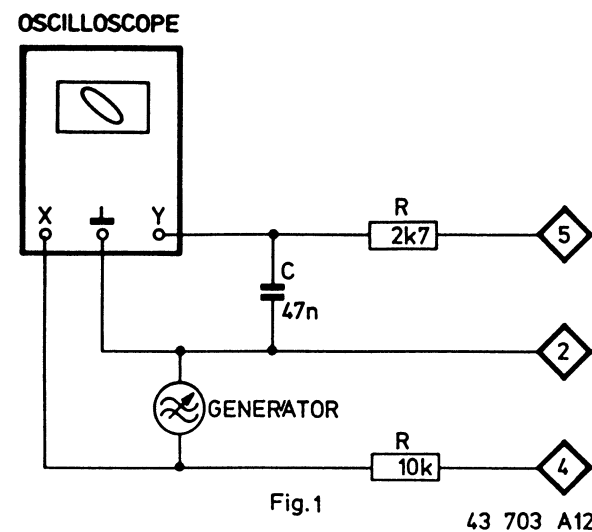 OSCILLOSCOPE
X Y
R
2k7
5
C
47n
2
GENERATOR
R
10k
4
Fig.1
43 703 A12